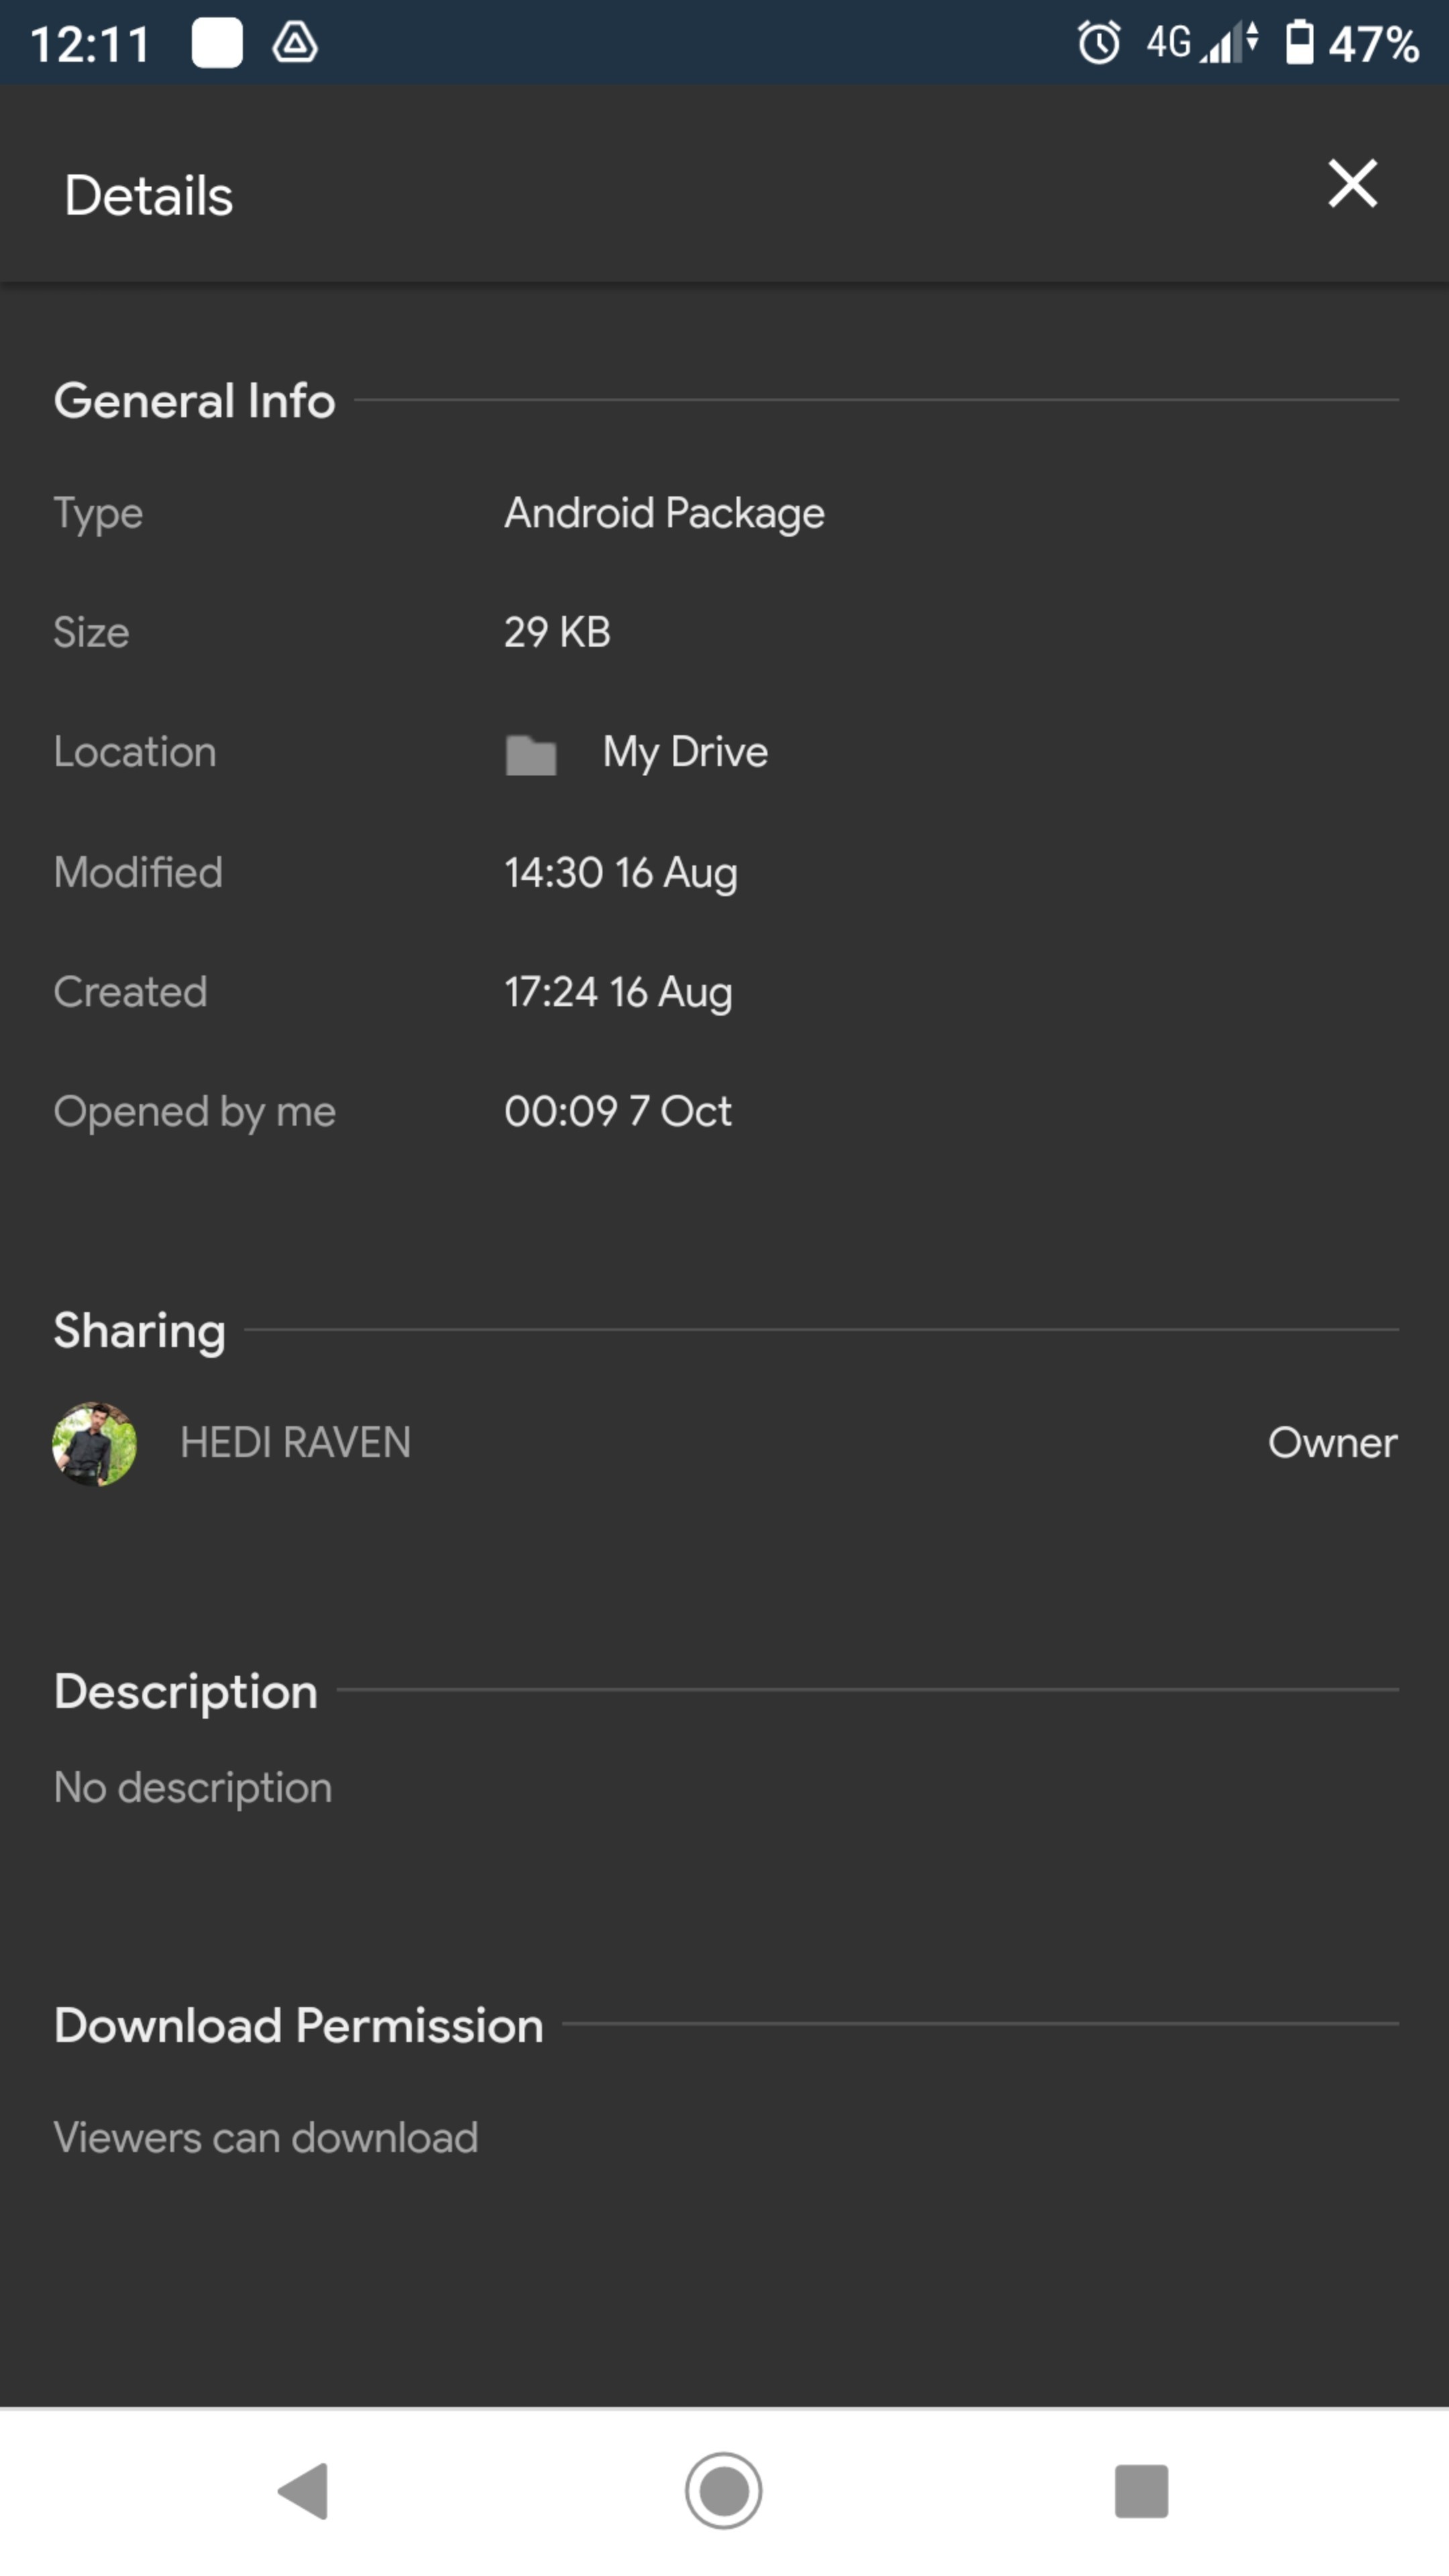 12:11 4G 47%
Details
General Info
Type Android Package
Size 29 KB
Location My Drive
Modified 14:30 16 Aug
Created 17:24 16 Aug
Opened by me 00:09 7 Oct
Sharing
HEDI RAVEN Owner
Description
No description
Download Permission
Viewers can download